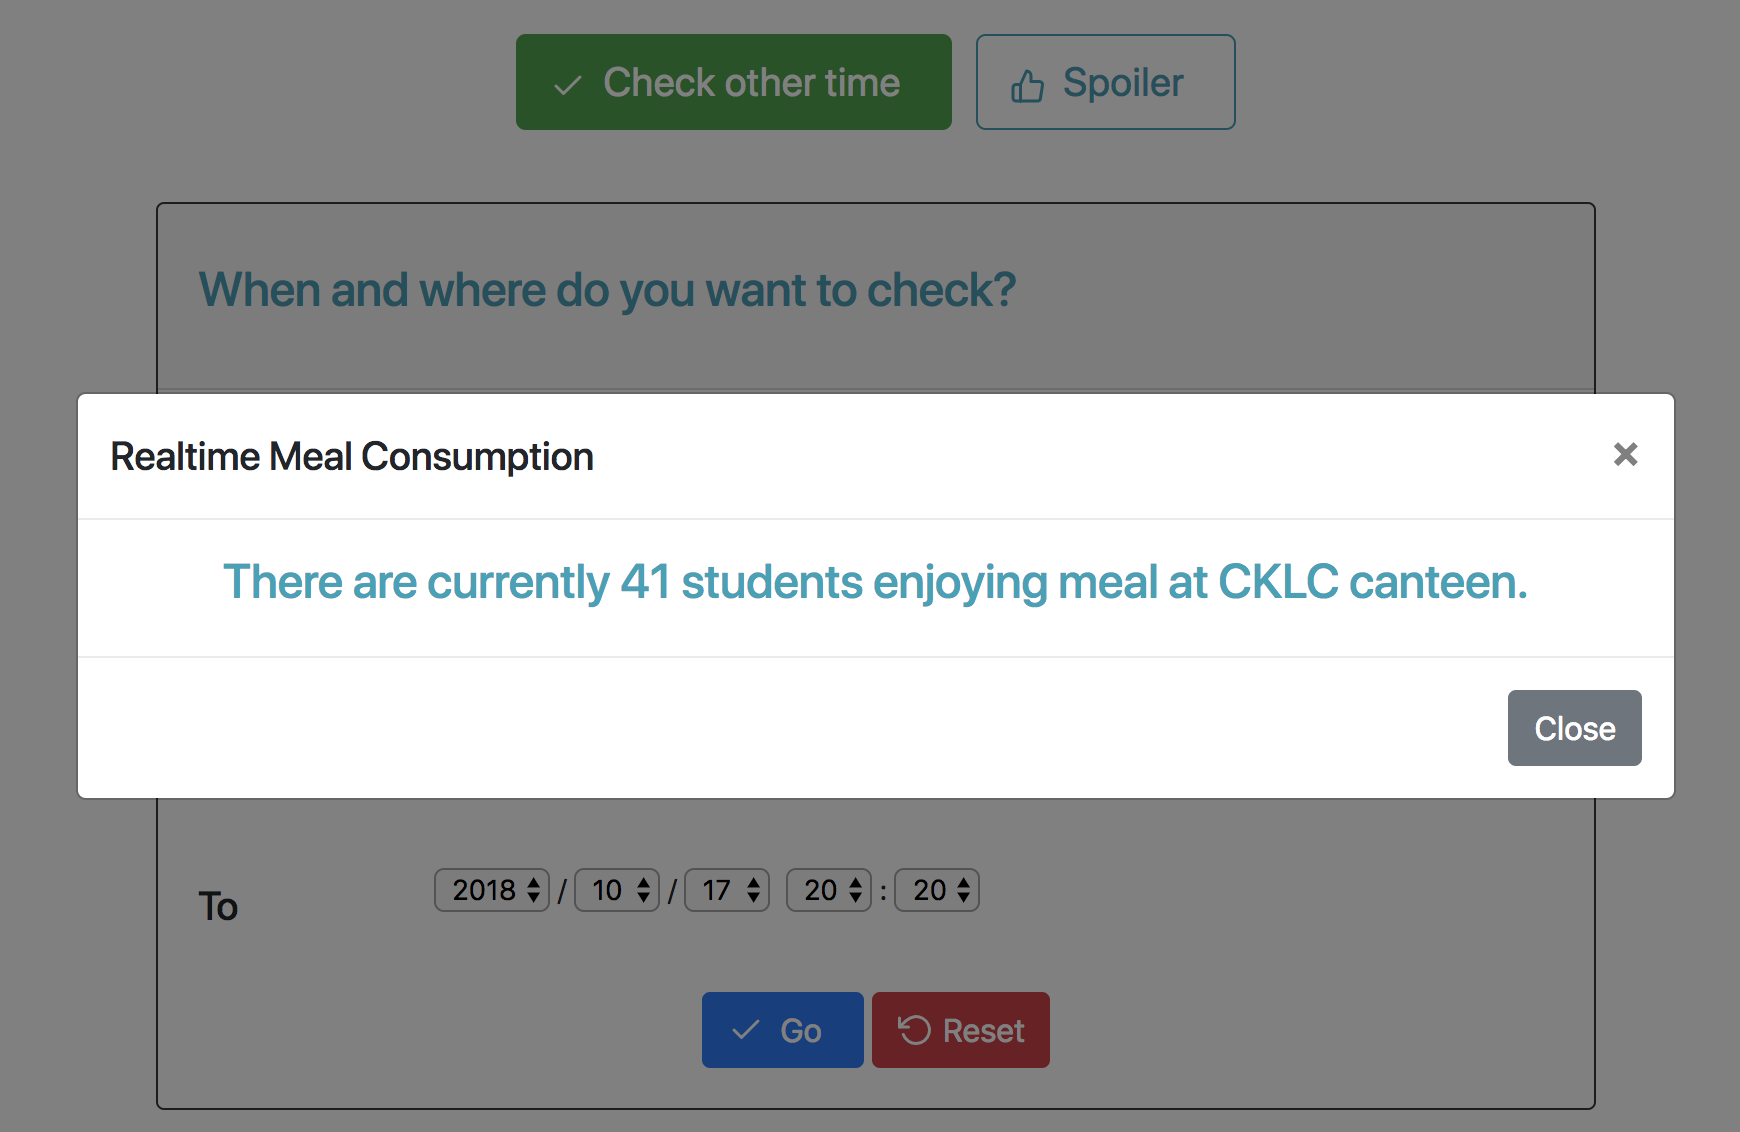 Check other time Spoiler
When and where do you want to check?
Realtime Meal Consumption ×
There are currently 41 students enjoying meal at CKLC canteen.
Close
To 2018 / 10 / 17 20 : 20
Go Reset